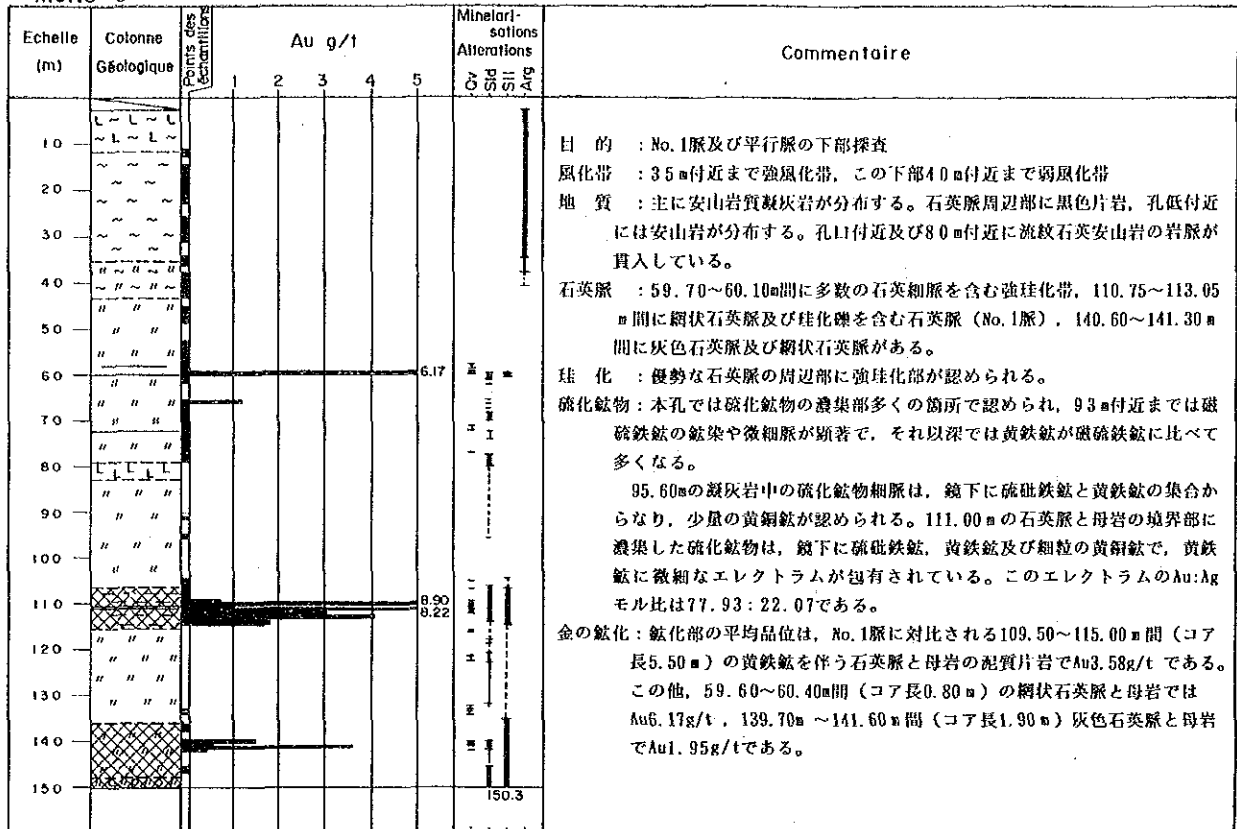 Echelle
(m)
Colonne
Géologique
Points des
échantillons
Au g/t
1 2 3 4 5
Minelari-
sations
Alterations
Qv Sid Sil Arg
Commentaire
10
20
30
40
50
60
70
80
90
100
110
120
130
140
150
6.17
8.90
8.22
150.3
目 的 : No.1脈及び平行脈の下部探査
風化帯 : 35m付近まで強風化帯, この下部40m付近まで弱風化帯
地 質 : 主に安山岩質凝灰岩が分布する。石英脈周辺部に黒色片岩, 孔低付近
には安山岩が分布する。孔口付近及び80m付近に流紋石英安山岩の岩脈が
貫入している。
石英脈 : 59.70~60.10m間に多数の石英細脈を含む強珪化帯, 110.75~113.05
m間に網状石英脈及び珪化礫を含む石英脈 (No.1脈), 140.60~141.30m
間に灰色石英脈及び網状石英脈がある。
珪 化 : 優勢な石英脈の周辺部に強珪化部が認められる。
硫化鉱物 : 本孔では硫化鉱物の濃集部多くの箇所で認められ, 93m付近までは磁
硫鉄鉱の鉱染や微細脈が顕著で, それ以深では黄鉄鉱が磁硫鉄鉱に比べて
多くなる。
95.60mの凝灰岩中の硫化鉱物細脈は, 鏡下に硫砒鉄鉱と黄鉄鉱の集合か
らなり, 少量の黄銅鉱が認められる。111.00mの石英脈と母岩の境界部に
濃集した硫化鉱物は, 鏡下に硫砒鉄鉱, 黄鉄鉱及び細粒の黄銅鉱で, 黄鉄
鉱に微細なエレクトラムが包有されている。このエレクトラムのAu:Ag
モル比は77.93:22.07である。
金の鉱化 : 鉱化部の平均品位は, No.1脈に対比される109.50~115.00m間 (コア
長5.50m) の黄鉄鉱を伴う石英脈と母岩の泥質片岩でAu3.58g/t である。
この他, 59.60~60.40m間 (コア長0.80m) の網状石英脈と母岩では
Au6.17g/t , 139.70m ~141.60m間 (コア長1.90m) 灰色石英脈と母岩
でAu1.95g/tである。